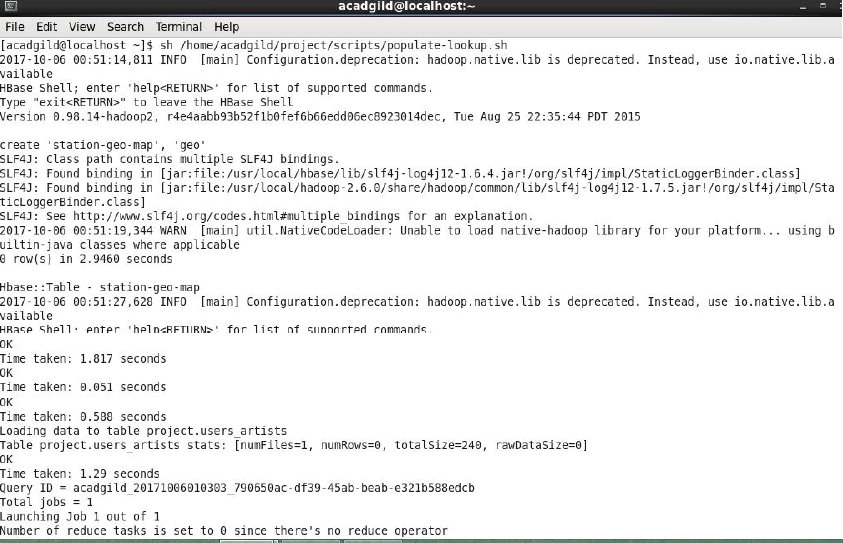 acadgild@localhost:~
File Edit View Search Terminal Help
[acadgild@localhost ~]$ sh /home/acadgild/project/scripts/populate-lookup.sh
2017-10-06 00:51:14,811 INFO  [main] Configuration.deprecation: hadoop.native.lib is deprecated. Instead, use io.native.lib.a
vailable
HBase Shell; enter 'help<RETURN>' for list of supported commands.
Type "exit<RETURN>" to leave the HBase Shell
Version 0.98.14-hadoop2, r4e4aabb93b52f1b0fef6b66edd06ec8923014dec, Tue Aug 25 22:35:44 PDT 2015
create 'station-geo-map', 'geo'
SLF4J: Class path contains multiple SLF4J bindings.
SLF4J: Found binding in [jar:file:/usr/local/hbase/lib/slf4j-log4j12-1.6.4.jar!/org/slf4j/impl/StaticLoggerBinder.class]
SLF4J: Found binding in [jar:file:/usr/local/hadoop-2.6.0/share/hadoop/common/lib/slf4j-log4j12-1.7.5.jar!/org/slf4j/impl/Sta
ticLoggerBinder.class]
SLF4J: See http://www.slf4j.org/codes.html#multiple_bindings for an explanation.
2017-10-06 00:51:19,344 WARN  [main] util.NativeCodeLoader: Unable to load native-hadoop library for your platform... using b
uiltin-java classes where applicable
0 row(s) in 2.9460 seconds
Hbase::Table - station-geo-map
2017-10-06 00:51:27,628 INFO  [main] Configuration.deprecation: hadoop.native.lib is deprecated. Instead, use io.native.lib.a
vailable
HBase Shell; enter 'help<RETURN>' for list of supported commands.
OK
Time taken: 1.817 seconds
OK
Time taken: 0.051 seconds
OK
Time taken: 0.588 seconds
Loading data to table project.users_artists
Table project.users_artists stats: [numFiles=1, numRows=0, totalSize=240, rawDataSize=0]
OK
Time taken: 1.29 seconds
Query ID = acadgild_20171006010303_790650ac-df39-45ab-beab-e321b588edcb
Total jobs = 1
Launching Job 1 out of 1
Number of reduce tasks is set to 0 since there's no reduce operator